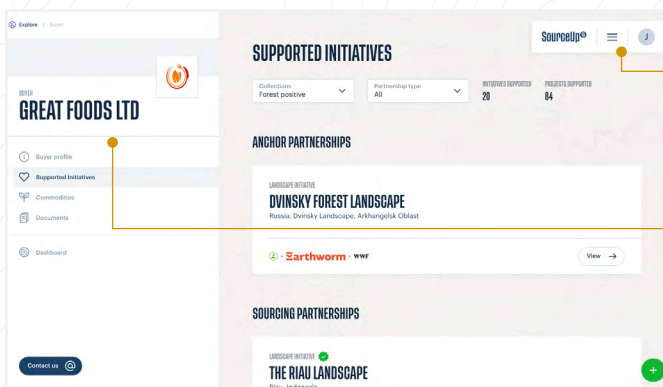 Explore / Buyer
BUYER
GREAT FOODS LTD
Buyer profile
Supported Initiatives
Commodities
Documents
Dashboard
Contact us @
SourceUp
J
SUPPORTED INITIATIVES
Collections
Forest positive
Partnership type
All
INITIATIVES SUPPORTED
20
PROJECTS SUPPORTED
84
ANCHOR PARTNERSHIPS
LANDSCAPE INITIATIVE
DVINSKY FOREST LANDSCAPE
Russia, Dvinsky Landscape, Arkhangelsk Oblast
Earthworm · WWF
View →
SOURCING PARTNERSHIPS
LANDSCAPE INITIATIVE
THE RIAU LANDSCAPE
Riau, Indonesia